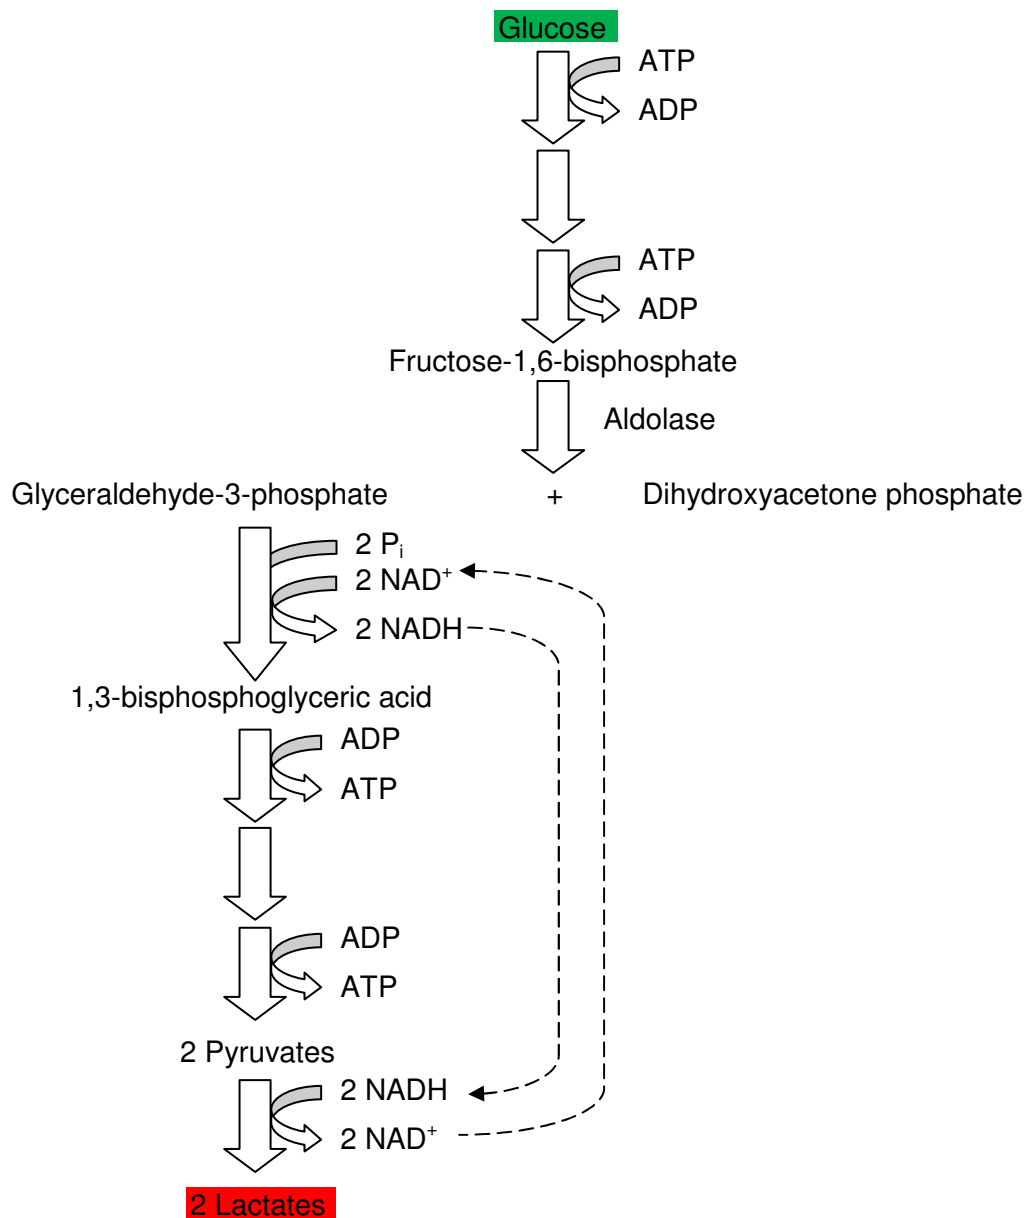 Glucose
ATP
ADP
ATP
ADP
Fructose-1,6-bisphosphate
Aldolase
Glyceraldehyde-3-phosphate + Dihydroxyacetone phosphate
2 Pᵢ
2 NAD⁺
2 NADH
1,3-bisphosphoglyceric acid
ADP
ATP
ADP
ATP
2 Pyruvates
2 NADH
2 NAD⁺
2 Lactates